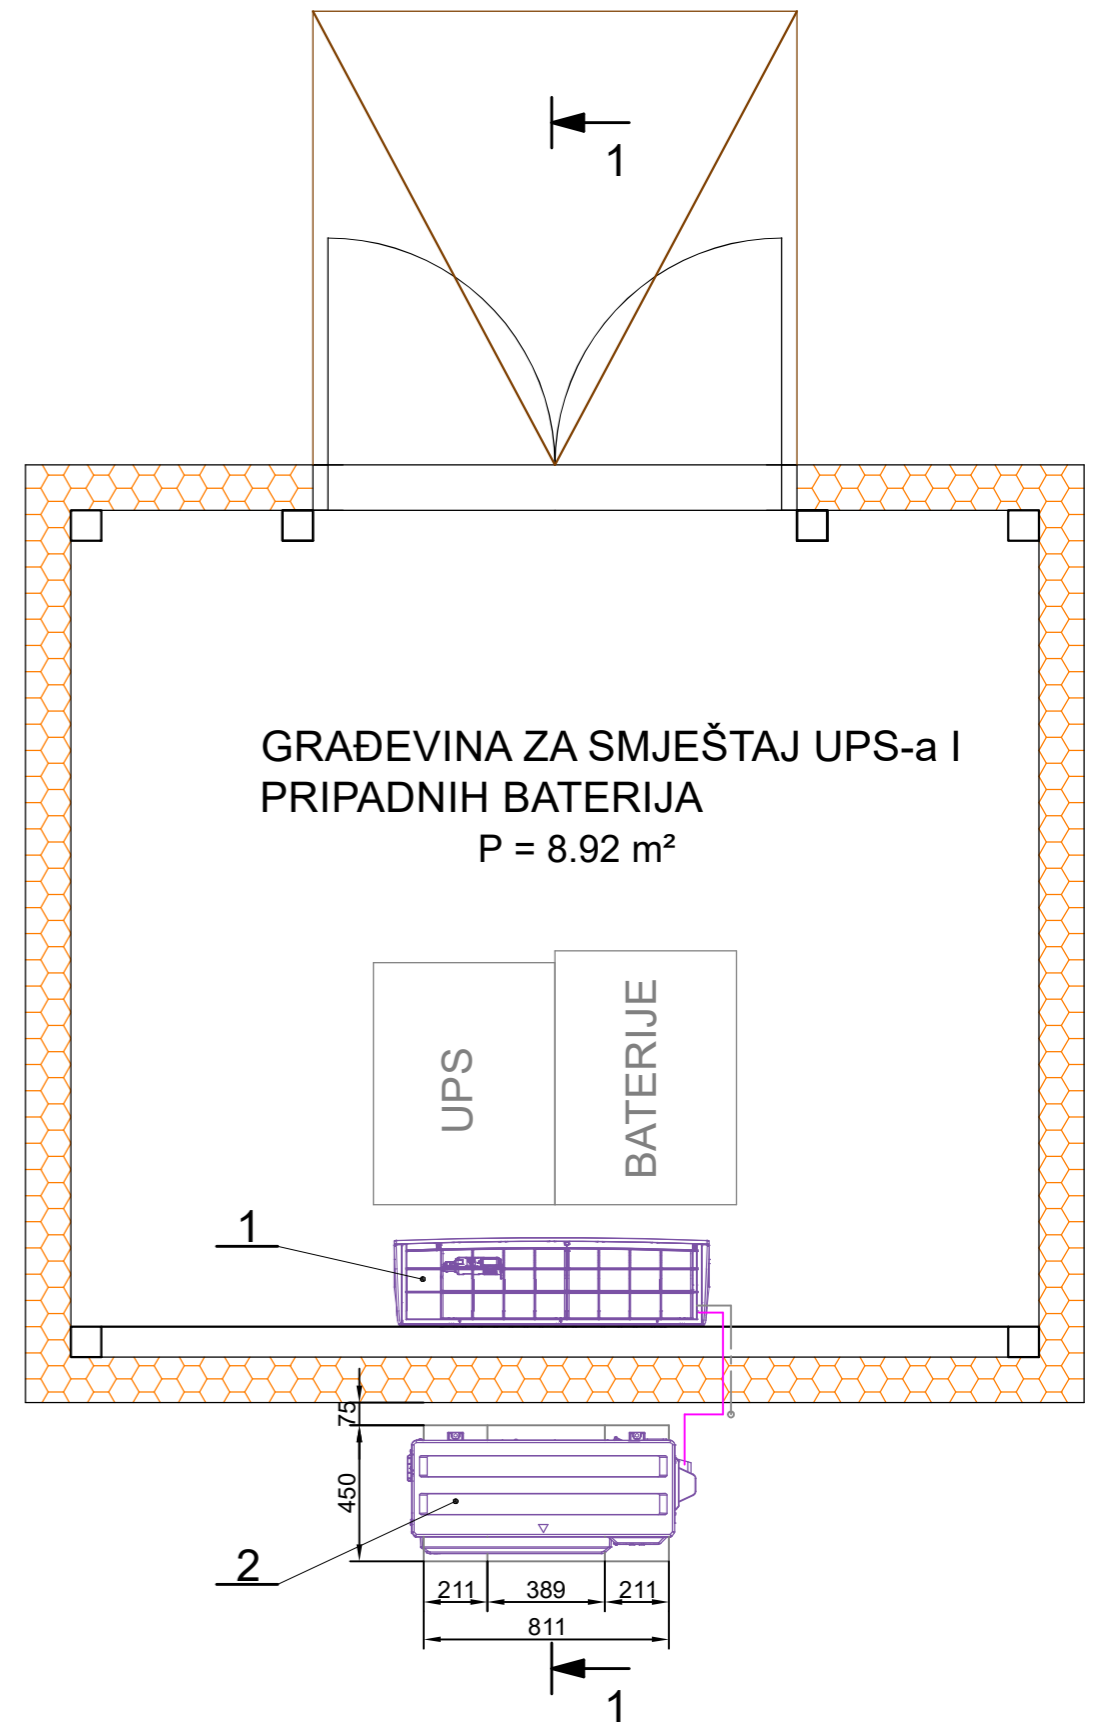 1
GRAĐEVINA ZA SMJEŠTAJ UPS-a I
PRIPADNIH BATERIJA
P = 8.92 m²
UPS
BATERIJE
1
75
450
2
211
389
211
811
1